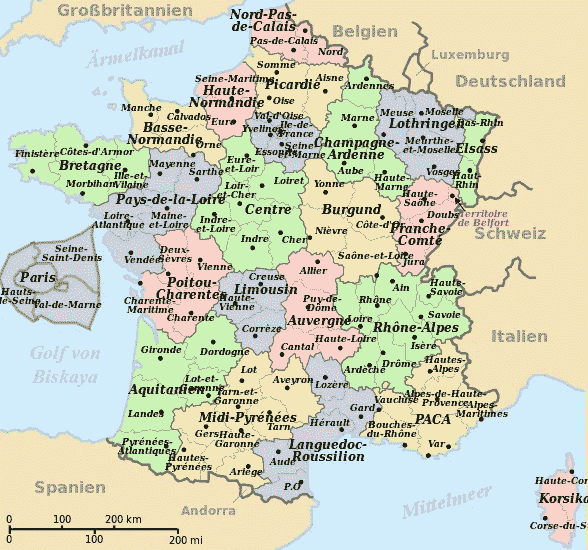 Großbritannien
Nord-Pas-
de-Calais
Pas-de-Calais
Nord
Belgien
Ärmelkanal
Luxemburg
Deutschland
Somme
Seine-Maritime
Aisne
Picardie
Ardennes
Haute-
Normandie
Oise
Manche
Calvados
Eure
Val-d'Oise
Île-de-
France
Yvelines
Basse-
Normandie
Orne
Essonne
Seine-
et-
Marne
Marne
Champagne-
Ardenne
Aube
Haute-
Marne
Meuse
Moselle
Lothringen
Meurthe-
et-Moselle
Vosges
Bas-Rhin
Elsass
Haut-
Rhin
Finistère
Côtes-d'Armor
Bretagne
Ille-et-
Vilaine
Morbihan
Mayenne
Sarthe
Pays-de-la-Loire
Loire-
Atlantique
Maine-
et-Loire
Vendée
Eure-
et-Loir
Loir-
et-Cher
Loiret
Centre
Indre-
et-Loire
Indre
Cher
Yonne
Burgund
Côte-d'Or
Nièvre
Saône-et-Loire
Haute-
Saône
Doubs
Franche-
Comté
Jura
Territoire
de Belfort
Schweiz
Seine-
Saint-Denis
Paris
Hauts-
de-Seine
Val-de-Marne
Deux-
Sèvres
Vienne
Poitou-
Charentes
Charente-
Maritime
Charente
Creuse
Limousin
Haute-
Vienne
Corrèze
Allier
Puy-de-
Dôme
Auvergne
Cantal
Haute-Loire
Ain
Haute-
Savoie
Rhône
Savoie
Loire
Rhône-Alpes
Isère
Ardèche
Drôme
Italien
Golf von
Biskaya
Gironde
Dordogne
Lot-et-
Garonne
Aquitanien
Landes
Pyrénées-
Atlantiques
Lot
Aveyron
Tarn-et-
Garonne
Midi-Pyrénées
Tarn
Gers
Haute-
Garonne
Hautes-
Pyrénées
Ariège
Lozère
Gard
Hérault
Languedoc-
Roussillion
Aude
P.O
Hautes-
Alpes
Alpes-de-Haute-
Provence
Alpes-
Maritimes
Vaucluse
PACA
Bouches-
du-Rhône
Var
Spanien
Andorra
Mittelmeer
Haute-Cor
Korsika
Corse-du-S
0 100 200 km
0 100 200 mi